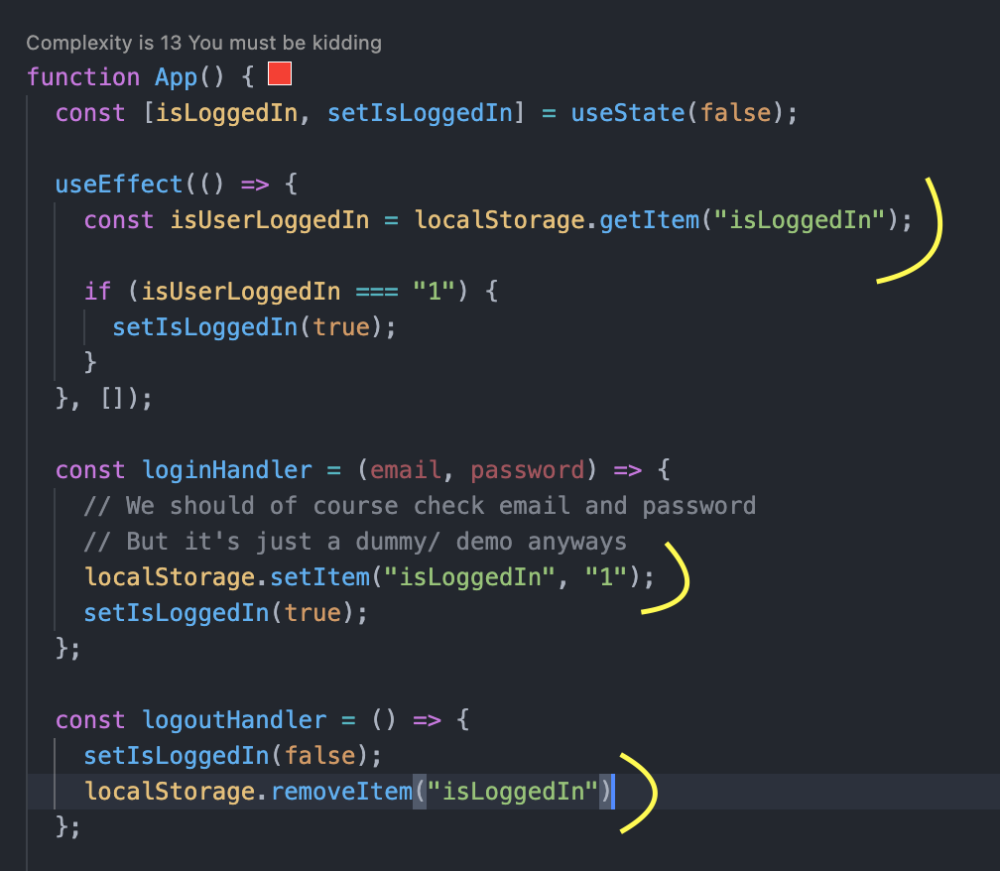 Complexity is 13 You must be kidding
function App() {
const [isLoggedIn, setIsLoggedIn] = useState(false);
useEffect(() => {
const isUserLoggedIn = localStorage.getItem("isLoggedIn");
if (isUserLoggedIn === "1") {
setIsLoggedIn(true);
}
}, []);
const loginHandler = (email, password) => {
// We should of course check email and password
// But it's just a dummy/ demo anyways
localStorage.setItem("isLoggedIn", "1");
setIsLoggedIn(true);
};
const logoutHandler = () => {
setIsLoggedIn(false);
localStorage.removeItem("isLoggedIn")
};